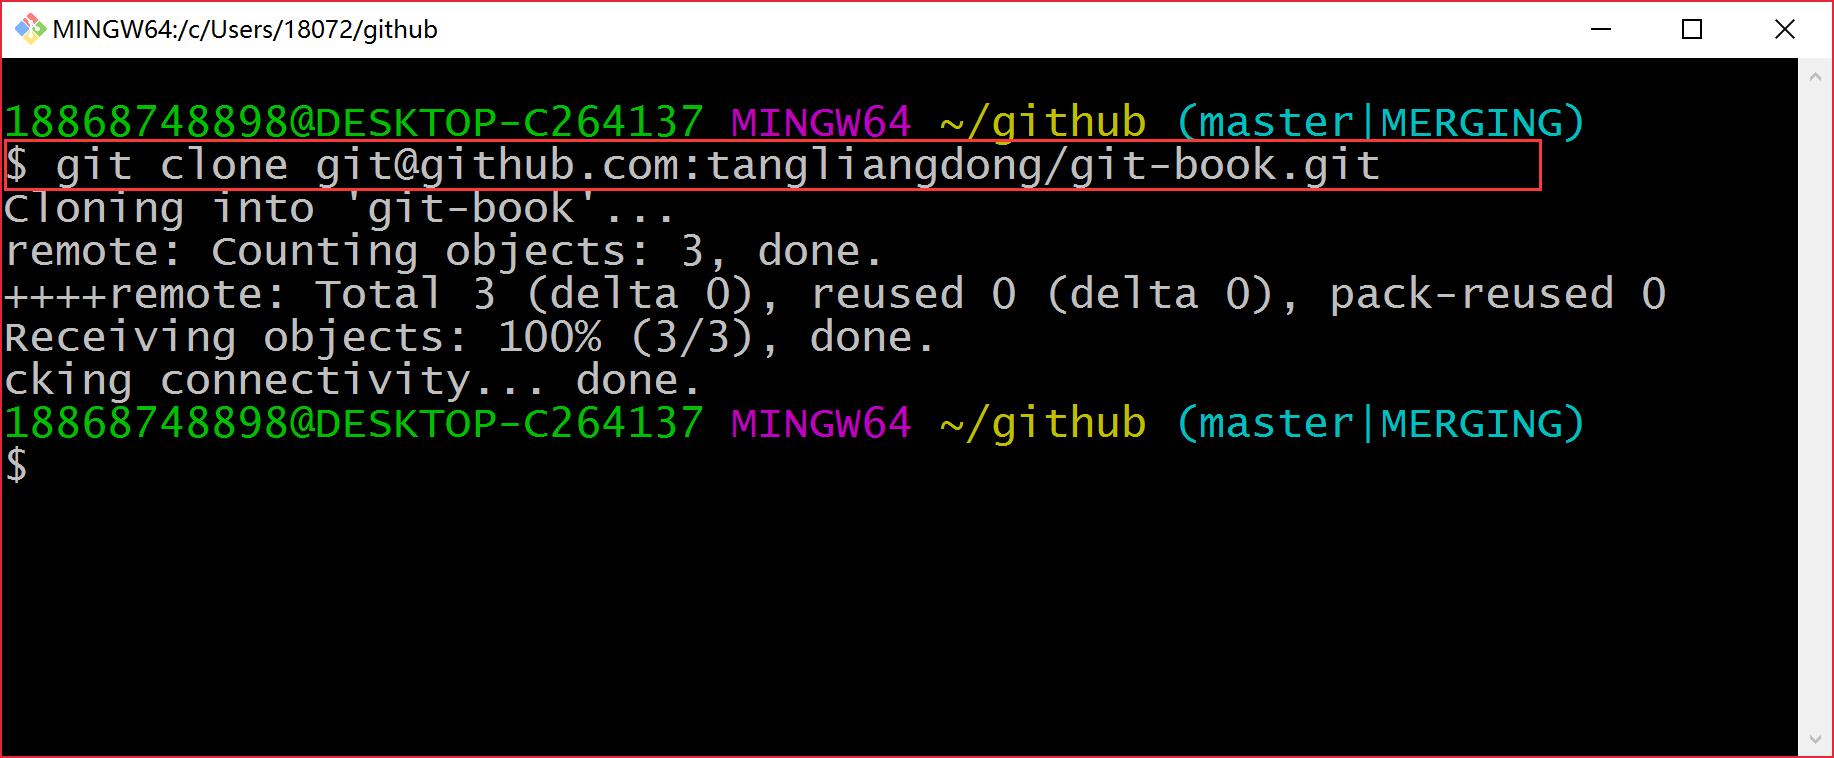 MINGW64:/c/Users/18072/github
18868748898@DESKTOP-C264137 MINGW64 ~/github (master|MERGING)
$ git clone git@github.com:tangliangdong/git-book.git
Cloning into 'git-book'...
remote: Counting objects: 3, done.
++++remote: Total 3 (delta 0), reused 0 (delta 0), pack-reused 0
Receiving objects: 100% (3/3), done.
cking connectivity... done.
18868748898@DESKTOP-C264137 MINGW64 ~/github (master|MERGING)
$